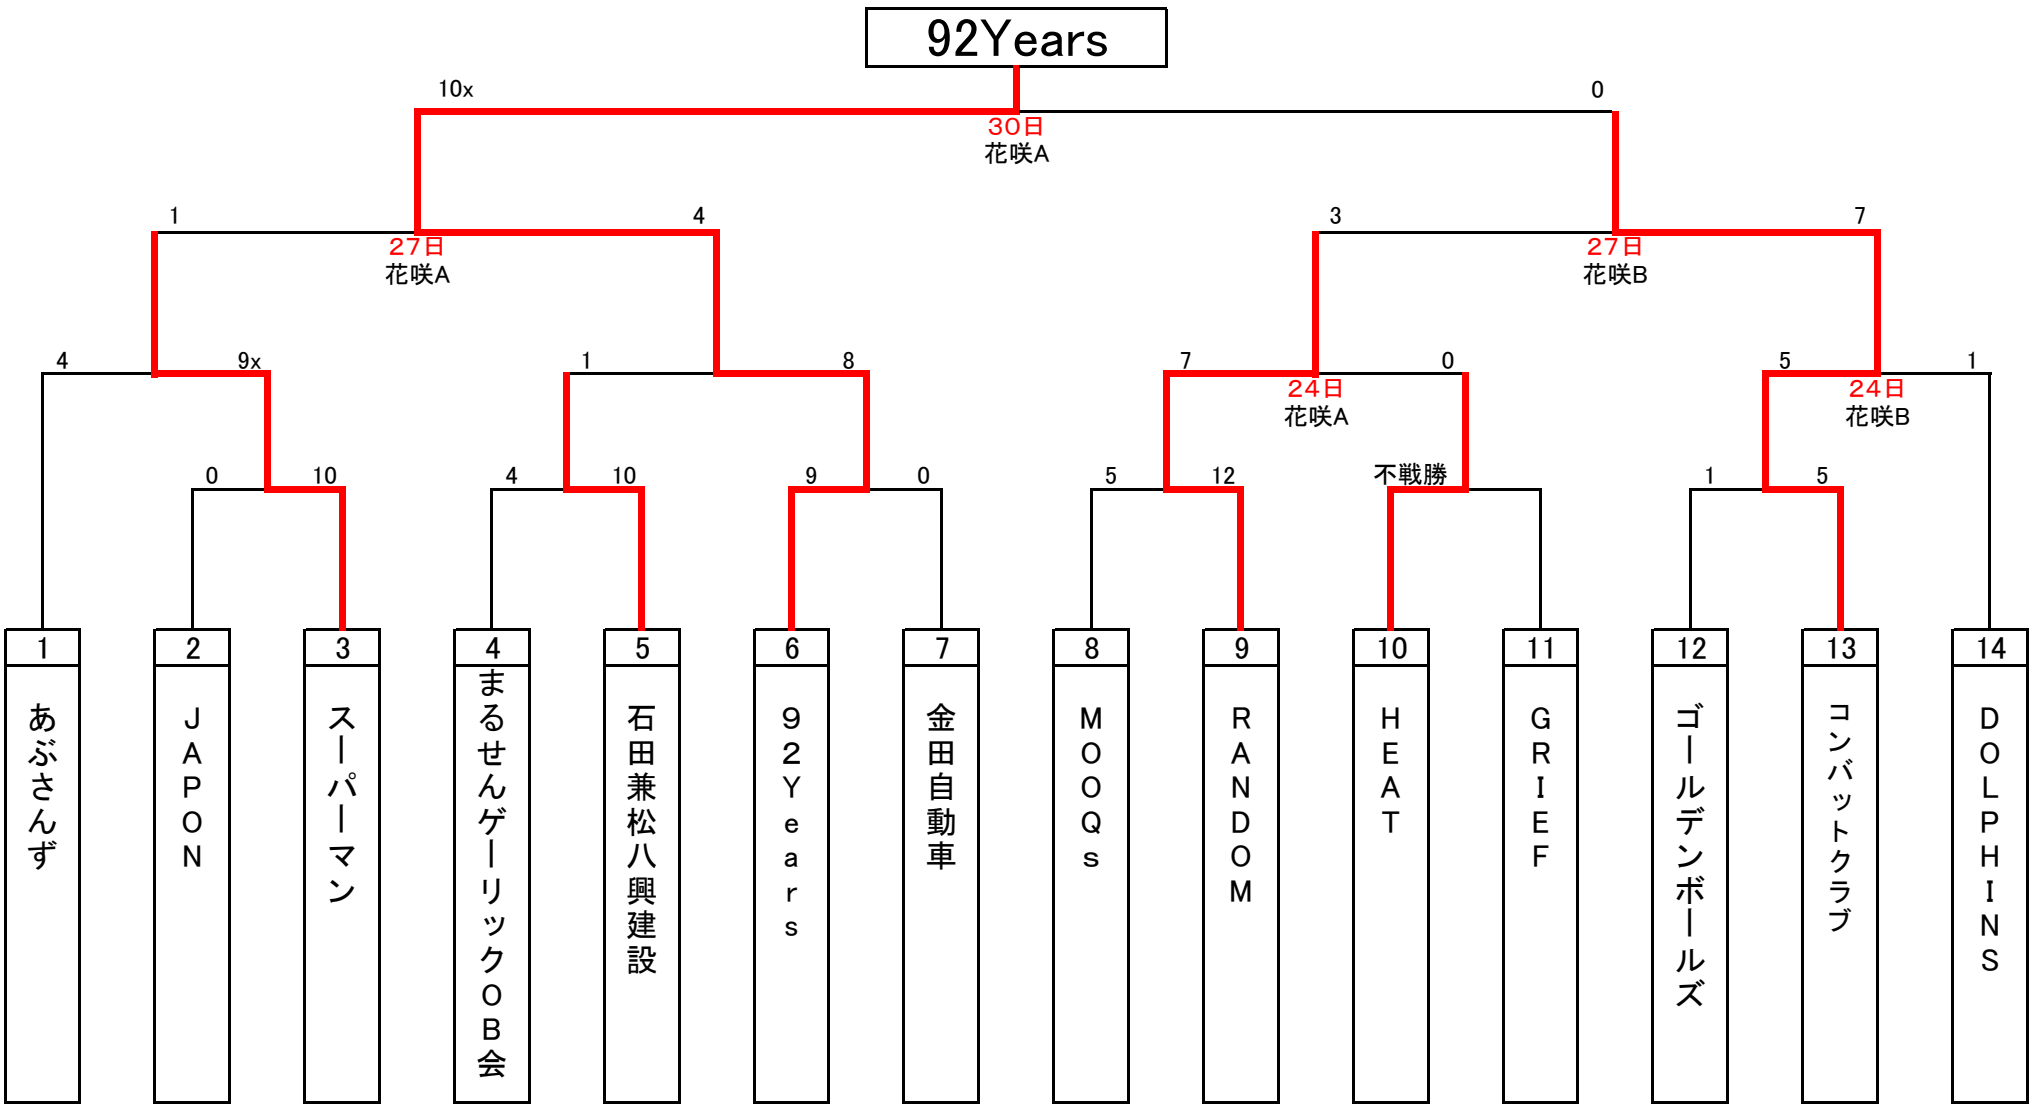 92Years
10x
0
30日
花咲A
1
4
3
7
27日
花咲A
27日
花咲B
4
9x
1
8
7
0
5
1
24日
花咲A
24日
花咲B
0
10
4
10
9
0
5
12
不戦勝
1
5
1
2
3
4
5
6
7
8
9
10
11
12
13
14
あぶさんず
JAPON
スーパーマン
まるせんゲーリックOB会
石田兼松八興建設
92Years
金田自動車
MOOQs
RANDOM
HEAT
GRIEF
ゴールデンボールズ
コンバットクラブ
DOLPHINS